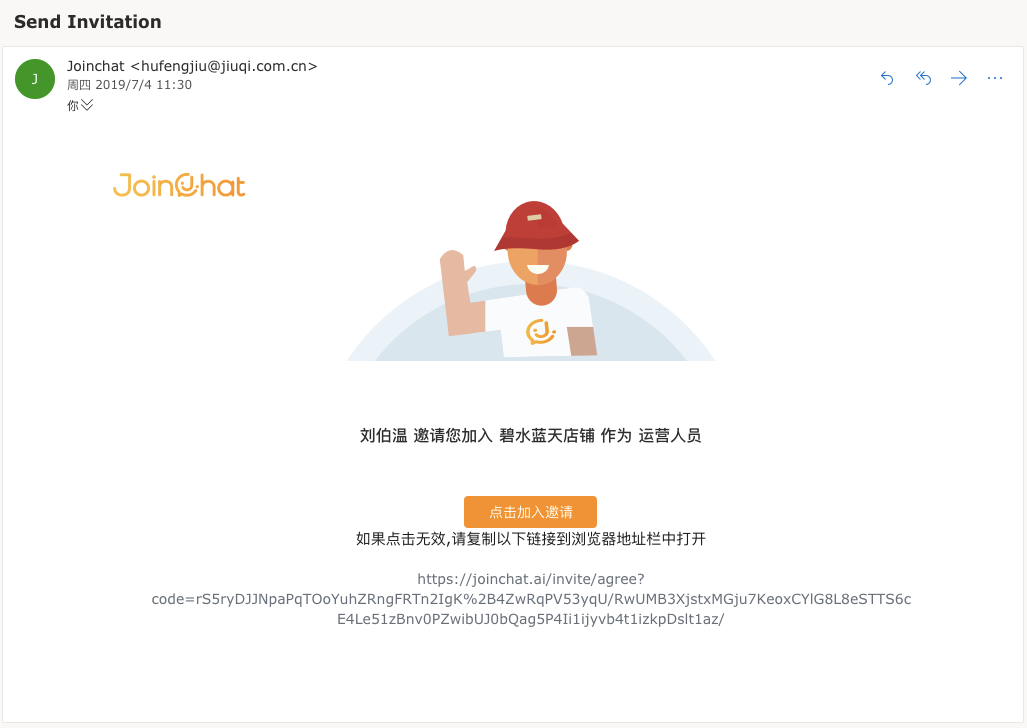 Send Invitation
J
Joinchat <hufengjiu@jiuqi.com.cn>
周四 2019/7/4 11:30
你
JoinChat
刘伯温 邀请您加入 碧水蓝天店铺 作为 运营人员
点击加入邀请
如果点击无效,请复制以下链接到浏览器地址栏中打开
https://joinchat.ai/invite/agree?
code=rS5ryDJJNpaPqTOoYuhZRngFRTn2IgK%2B4ZwRqPV53yqU/RwUMB3XjstxMGju7KeoxCYlG8L8eSTTS6c
E4Le51zBnv0PZwibUJ0bQag5P4Ii1ijyvb4t1izkpDslt1az/